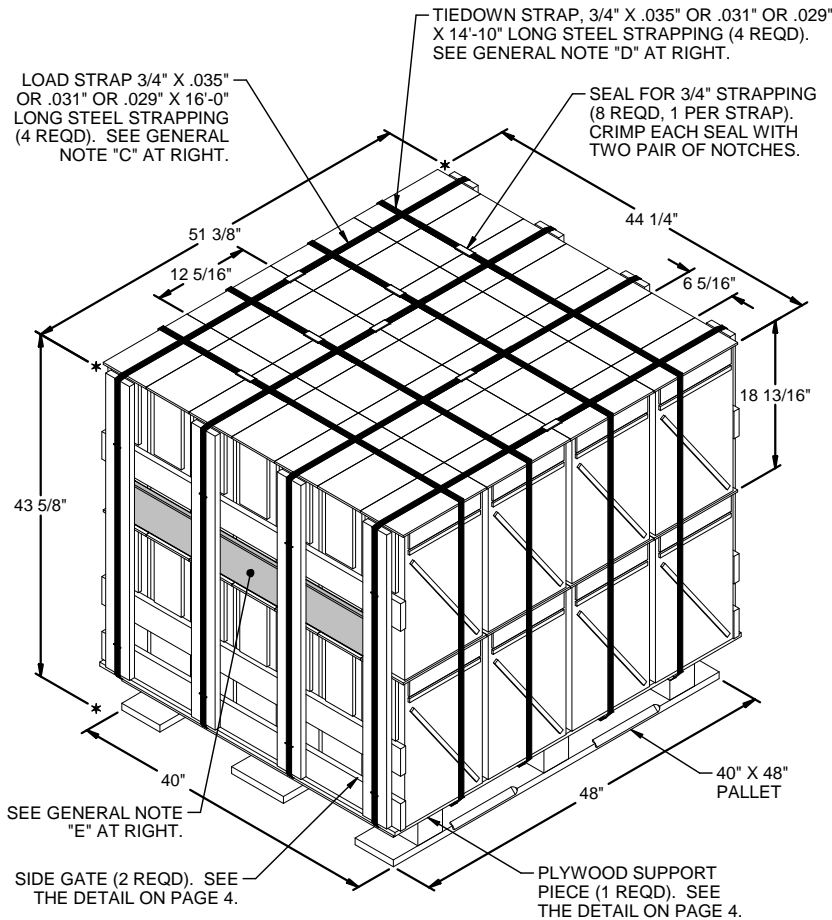 TIEDOWN STRAP, 3/4" X .035" OR .031" OR .029"
X 14'-10" LONG STEEL STRAPPING (4 REQD).
SEE GENERAL NOTE "D" AT RIGHT.
LOAD STRAP 3/4" X .035"
OR .031" OR .029" X 16'-0"
LONG STEEL STRAPPING
(4 REQD). SEE GENERAL
NOTE "C" AT RIGHT.
SEAL FOR 3/4" STRAPPING
(8 REQD, 1 PER STRAP).
CRIMP EACH SEAL WITH
TWO PAIR OF NOTCHES.
51 3/8"
44 1/4"
12 5/16"
6 5/16"
18 13/16"
43 5/8"
40"
48"
40" X 48"
PALLET
SEE GENERAL NOTE
"E" AT RIGHT.
SIDE GATE (2 REQD). SEE
THE DETAIL ON PAGE 4.
PLYWOOD SUPPORT
PIECE (1 REQD). SEE
THE DETAIL ON PAGE 4.